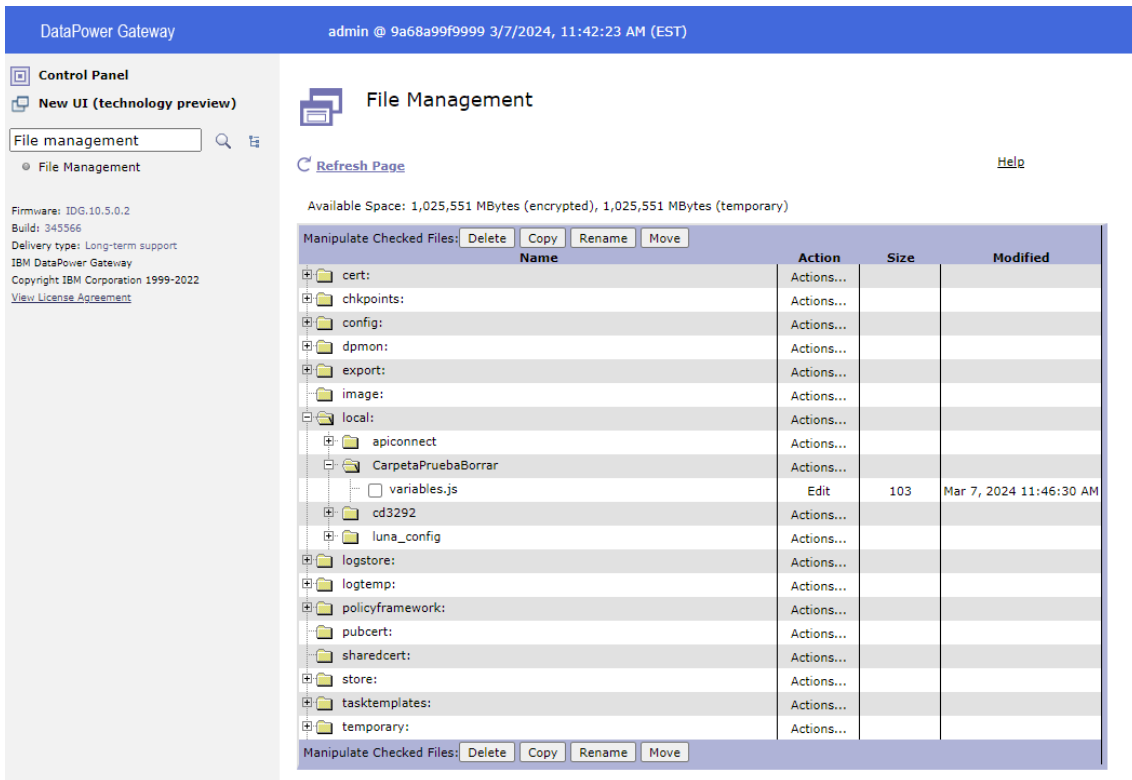 DataPower Gateway
admin @ 9a68a99f9999 3/7/2024, 11:42:23 AM (EST)
Control Panel
New UI (technology preview)
File management
File Management
Firmware: IDG.10.5.0.2
Build: 345566
Delivery type: Long-term support
IBM DataPower Gateway
Copyright IBM Corporation 1999-2022
View License Agreement
File Management
Refresh Page
Help
Available Space: 1,025,551 MBytes (encrypted), 1,025,551 MBytes (temporary)
Manipulate Checked Files: Delete Copy Rename Move
Name Action Size Modified
cert: Actions...
chkpoints: Actions...
config: Actions...
dpmon: Actions...
export: Actions...
image: Actions...
local: Actions...
apiconnect Actions...
CarpetaPruebaBorrar Actions...
variables.js Edit 103 Mar 7, 2024 11:46:30 AM
cd3292 Actions...
luna_config Actions...
logstore: Actions...
logtemp: Actions...
policyframework: Actions...
pubcert: Actions...
sharedcert: Actions...
store: Actions...
tasktemplates: Actions...
temporary: Actions...
Manipulate Checked Files: Delete Copy Rename Move